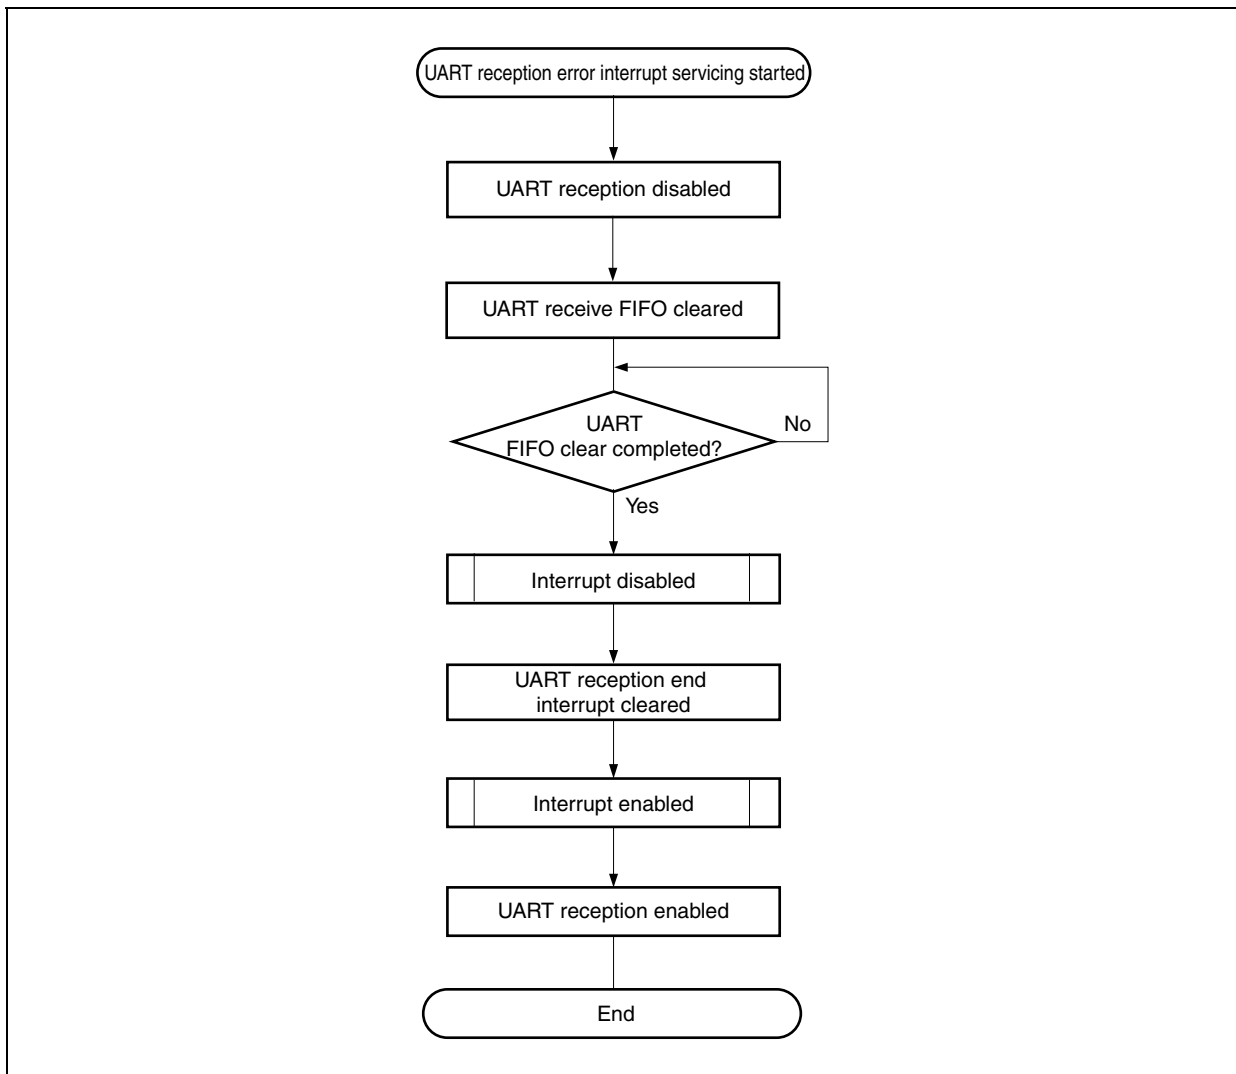 UART reception error interrupt servicing started
UART reception disabled
UART receive FIFO cleared
UART
FIFO clear completed?
No
Yes
Interrupt disabled
UART reception end
interrupt cleared
Interrupt enabled
UART reception enabled
End